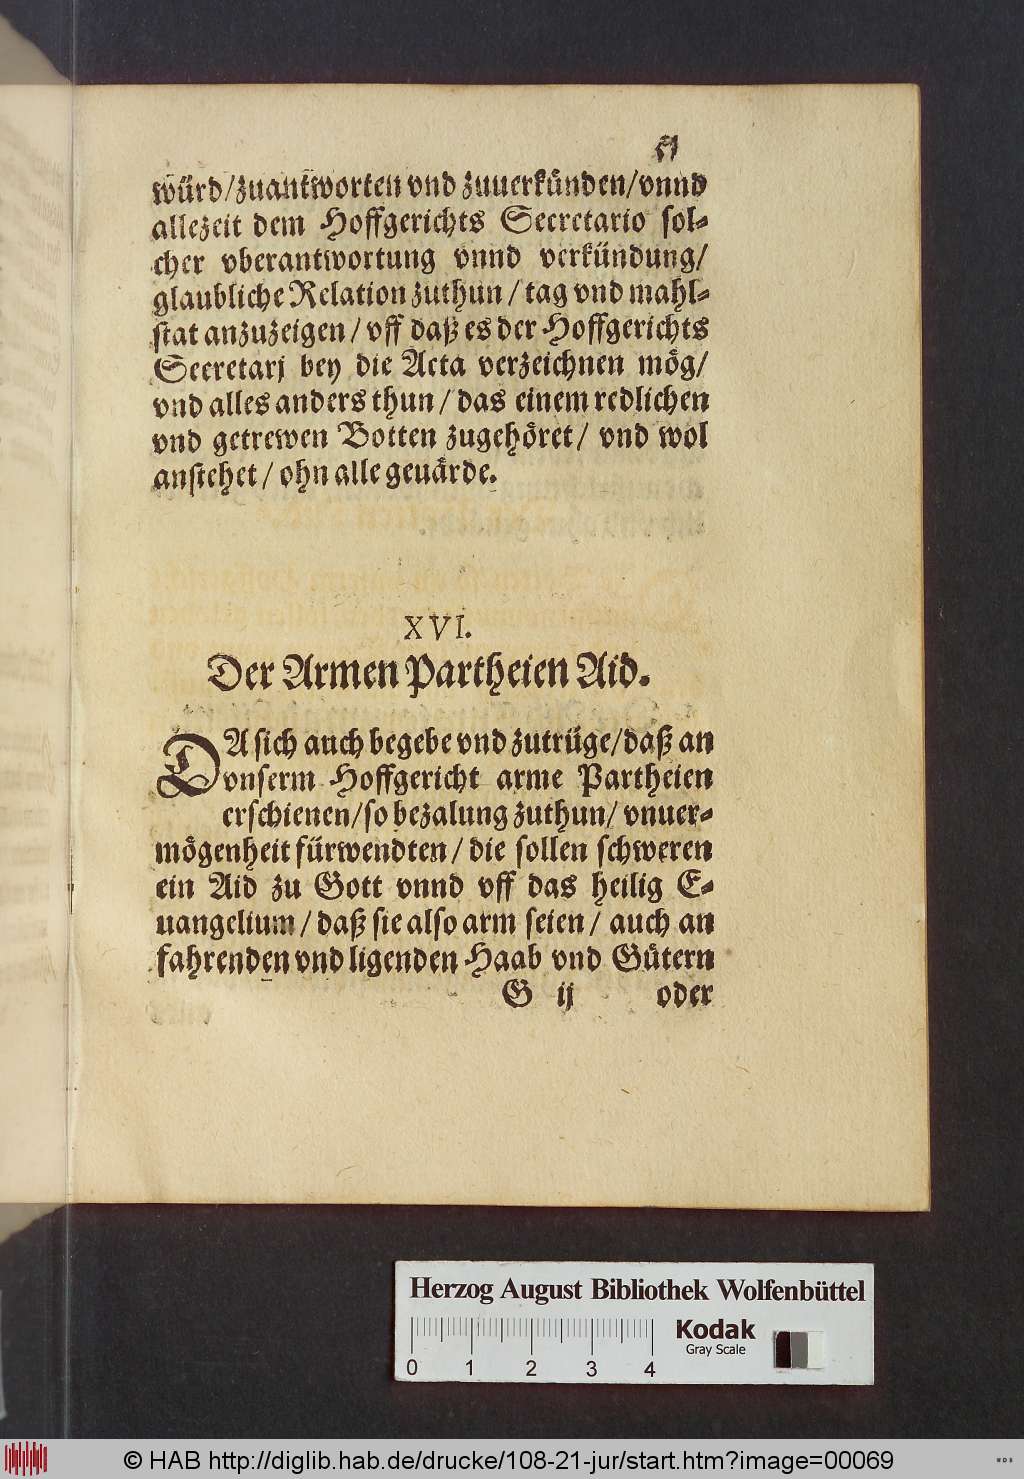 51
würd/zuantworten vnd zuuerkünden/vnnd
allezeit dem Hoffgerichts Secretario sol-
cher vberantwortung vnnd verkündung/
glaubliche Relation zuthun / tag vnd mahl-
stat anzuzeigen / vff daß es der Hoffgerichts
Secretarj bey die Acta verzeichnen mög/
vnd alles anders thun / das einem redlichen
vnd getrewen Botten zugehöret / vnd wol
anstehet / ohn alle geuärde.
XVI.
Der Armen Partheien Aid.
DA sich auch begebe vnd zutrüge/daß an
vnserm Hoffgericht arme Partheien
erschienen/so bezalung zuthun/ vnuer-
mögenheit fürwendten / die sollen schweren
ein Aid zu Gott vnnd vff das heilig E-
uangelium / daß sie also arm seien / auch an
fahrenden vnd ligenden Haab vnd Gütern
G ij oder
Herzog August Bibliothek Wolfenbüttel
Kodak
Gray Scale
0 1 2 3 4
© HAB http://diglib.hab.de/drucke/108-21-jur/start.htm?image=00069